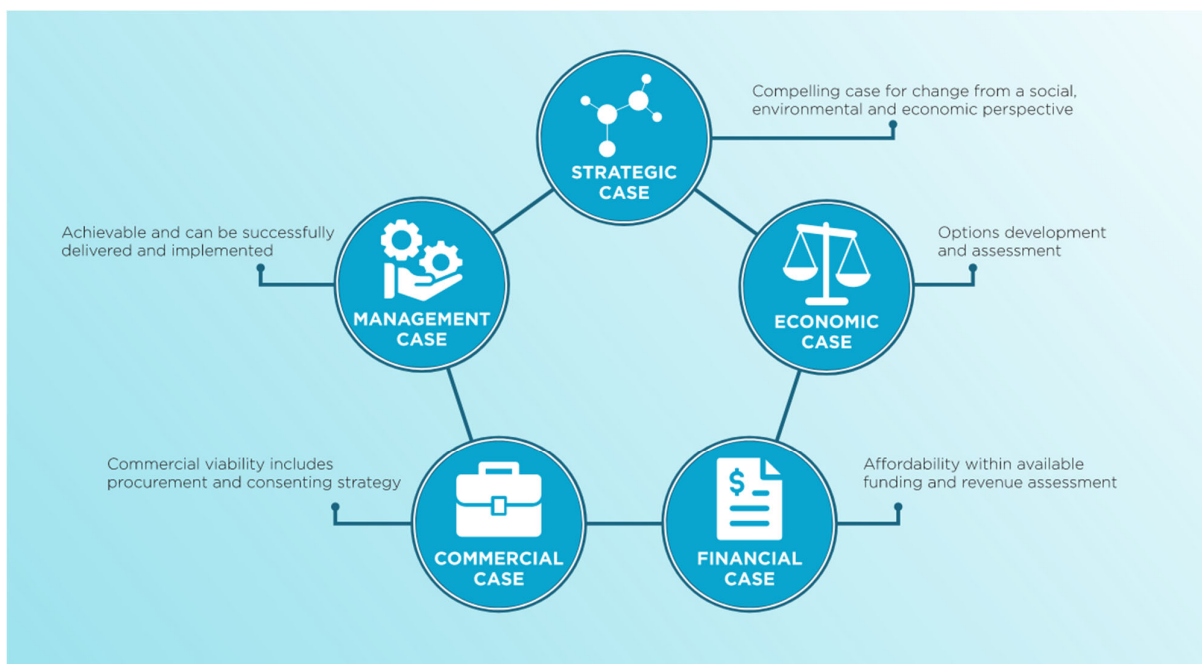 Compelling case for change from a social,
environmental and economic perspective
STRATEGIC
CASE
Achievable and can be successfully
delivered and implemented
MANAGEMENT
CASE
Options development
and assessment
ECONOMIC
CASE
Commercial viability includes
procurement and consenting strategy
COMMERCIAL
CASE
$
FINANCIAL
CASE
Affordability within available
funding and revenue assessment